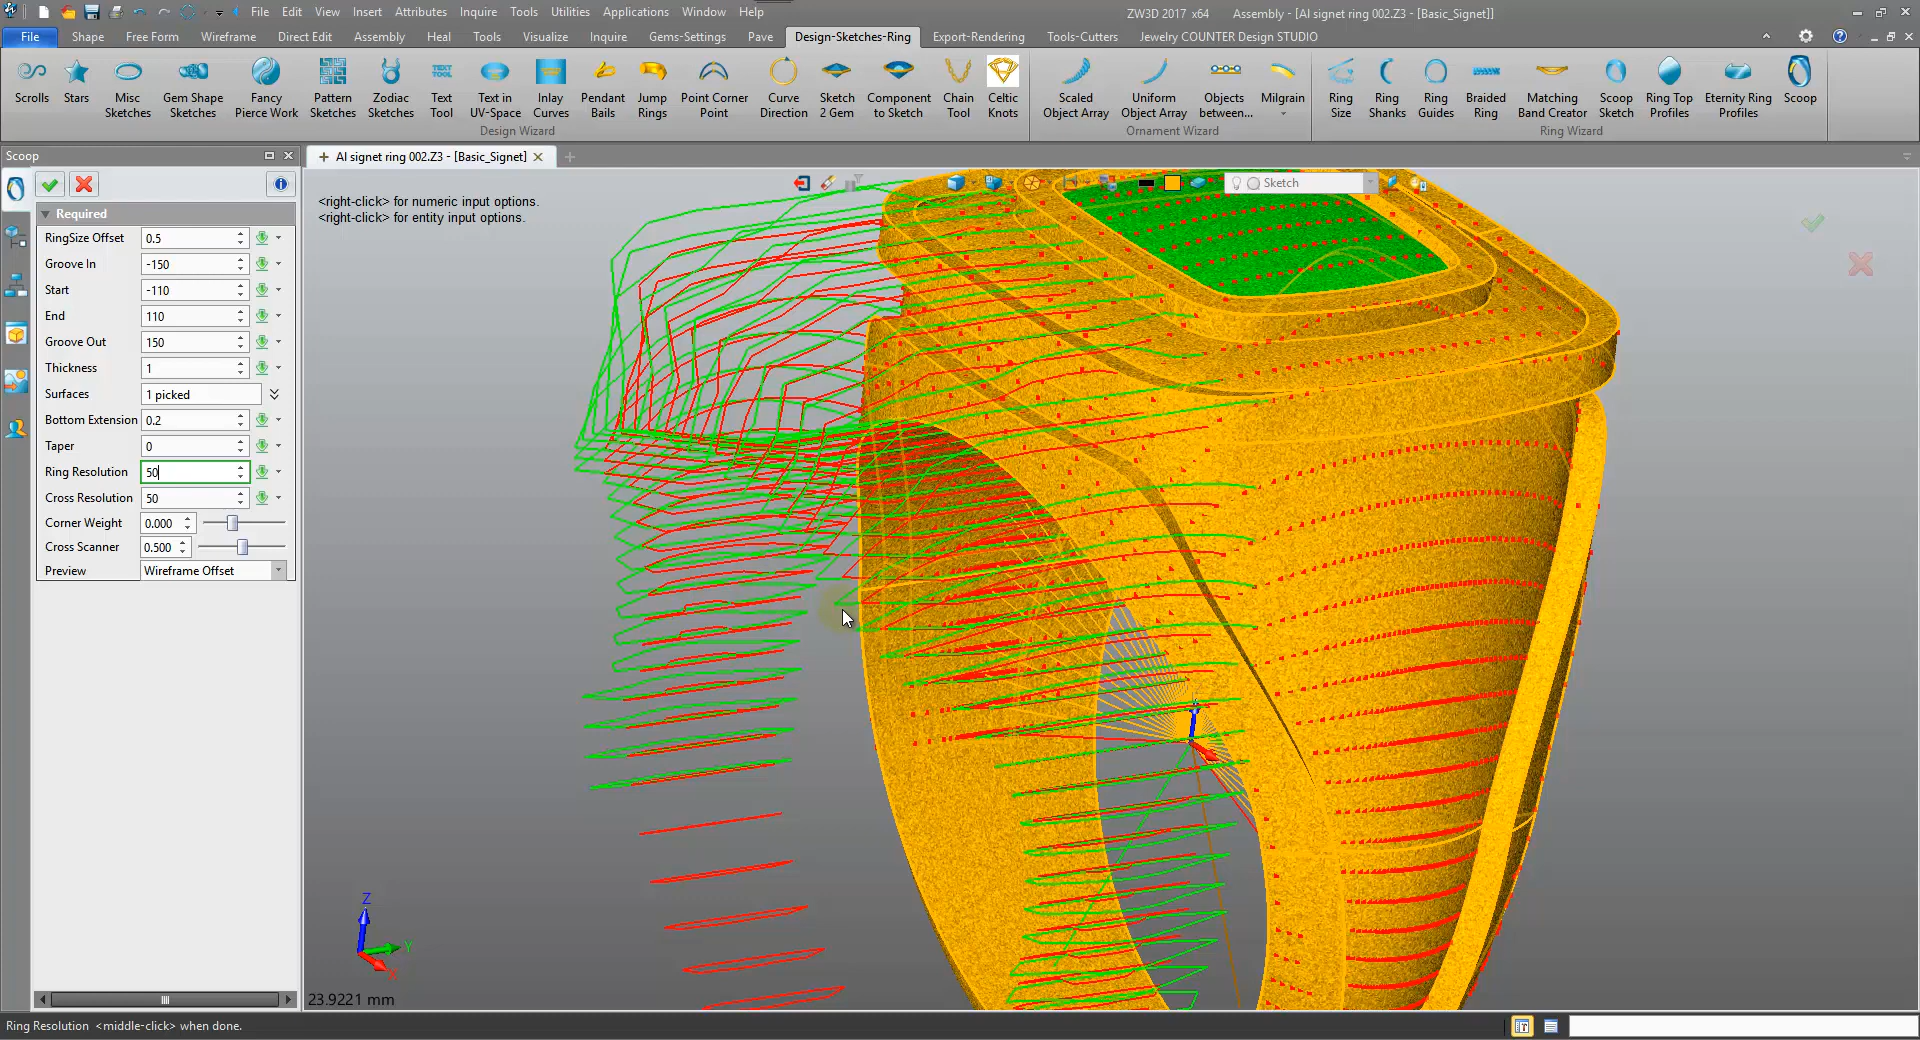 File Edit View Insert Attributes Inquire Tools Utilities Applications Window Help
ZW3D 2017 x64 Assembly - [AI signet ring 002.Z3 - [Basic_Signet]]
File Shape Free Form Wireframe Direct Edit Assembly Heal Tools Visualize Inquire Gems-Settings Pave Design-Sketches-Ring Export-Rendering Tools-Cutters Jewelry COUNTER Design STUDIO
TEXT
TOOL
Scrolls
Stars
Misc
Sketches
Gem Shape
Sketches
Fancy
Pierce Work
Pattern
Sketches
Zodiac
Sketches
Text
Tool
Text in
UV-Space
Inlay
Curves
Pendant
Bails
Jump
Rings
Point Corner
Point
Curve
Direction
Sketch
2 Gem
Component
to Sketch
Chain
Tool
Celtic
Knots
Scaled
Object Array
Uniform
Object Array
Objects
between...
Milgrain
Ring
Size
Ring
Shanks
Ring
Guides
Braided
Ring
Matching
Band Creator
Scoop
Sketch
Ring Top
Profiles
Eternity Ring
Profiles
Scoop
Design Wizard
Ornament Wizard
Ring Wizard
Scoop
AI signet ring 002.Z3 - [Basic_Signet]
Required
RingSize Offset 0.5
Groove In -150
Start -110
End 110
Groove Out 150
Thickness 1
Surfaces 1 picked
Bottom Extension 0.2
Taper 0
Ring Resolution 50
Cross Resolution 50
Corner Weight 0.000
Cross Scanner 0.500
Preview Wireframe Offset
<right-click> for numeric input options.
<right-click> for entity input options.
Sketch
Z
Y
X
23.9221 mm
Ring Resolution <middle-click> when done.